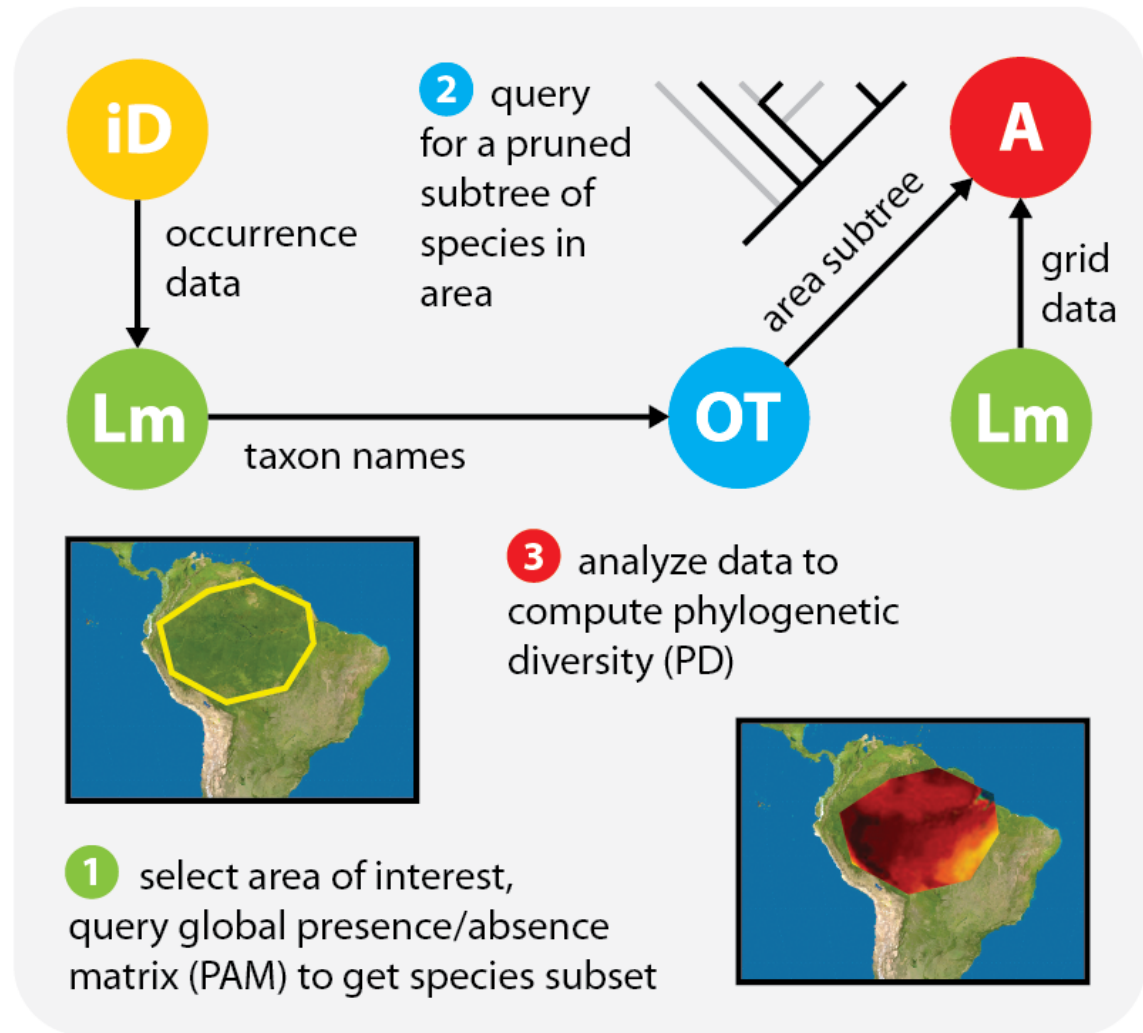 iD
occurrence
data
Lm
taxon names
2 query
for a pruned
subtree of
species in
area
OT
area subtree
A
grid
data
Lm
3 analyze data to
compute phylogenetic
diversity (PD)
1 select area of interest,
query global presence/absence
matrix (PAM) to get species subset